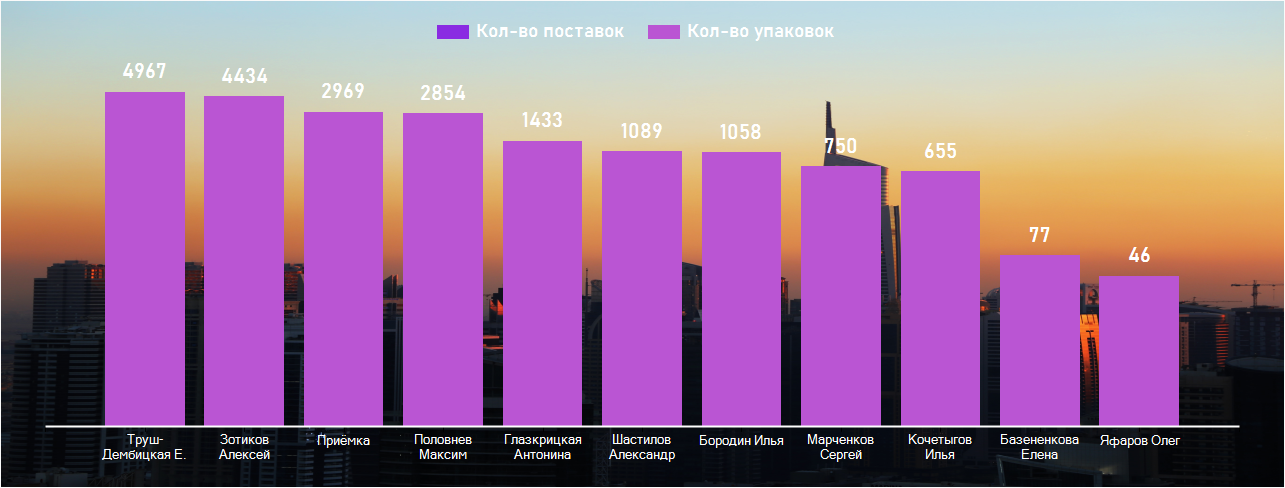 Кол-во поставок Кол-во упаковок
4967 4434 2969 2854 1433 1089 1058 750 655 77 46
Труш-
Дембицкая Е.
Зотиков
Алексей
Приёмка
Половнев
Максим
Глазкрицкая
Антонина
Шастилов
Александр
Бородин Илья
Марченков
Сергей
Кочетыгов
Илья
Базененкова
Елена
Яфаров Олег